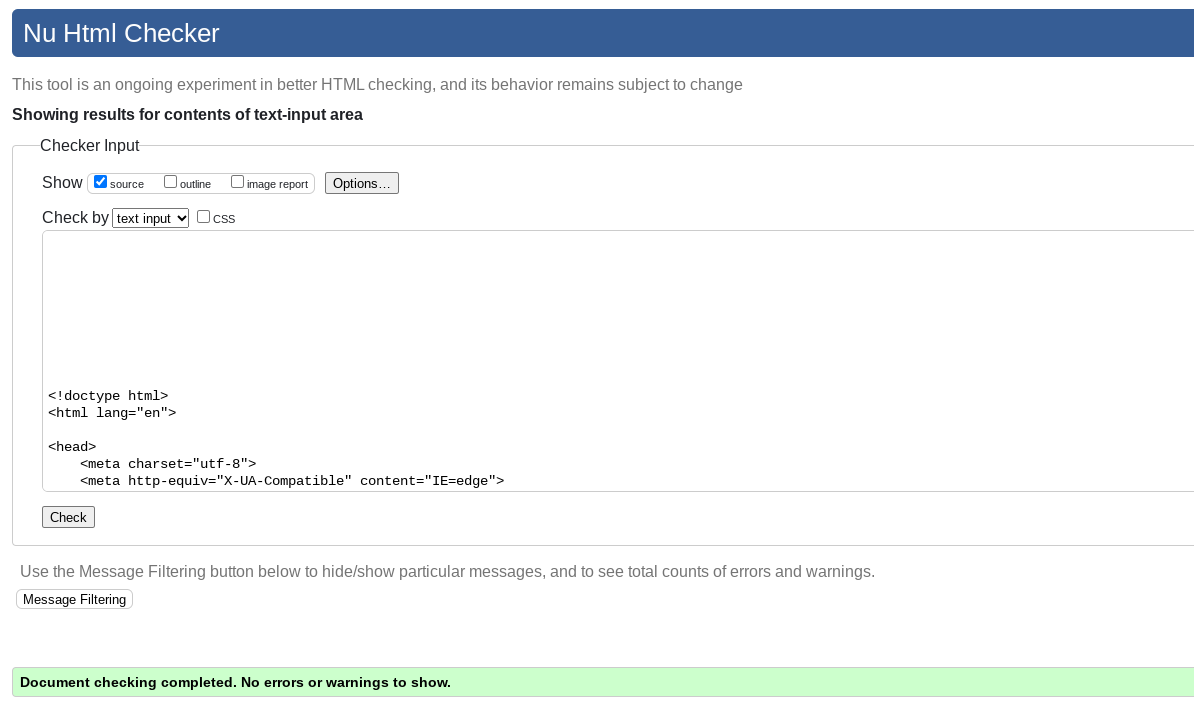 Nu Html Checker
This tool is an ongoing experiment in better HTML checking, and its behavior remains subject to change
Showing results for contents of text-input area
Checker Input
Show source outline image report Options...
Check by text input CSS
<!doctype html>
<html lang="en">
<head>
<meta charset="utf-8">
<meta http-equiv="X-UA-Compatible" content="IE=edge">
Check
Use the Message Filtering button below to hide/show particular messages, and to see total counts of errors and warnings.
Message Filtering
Document checking completed. No errors or warnings to show.